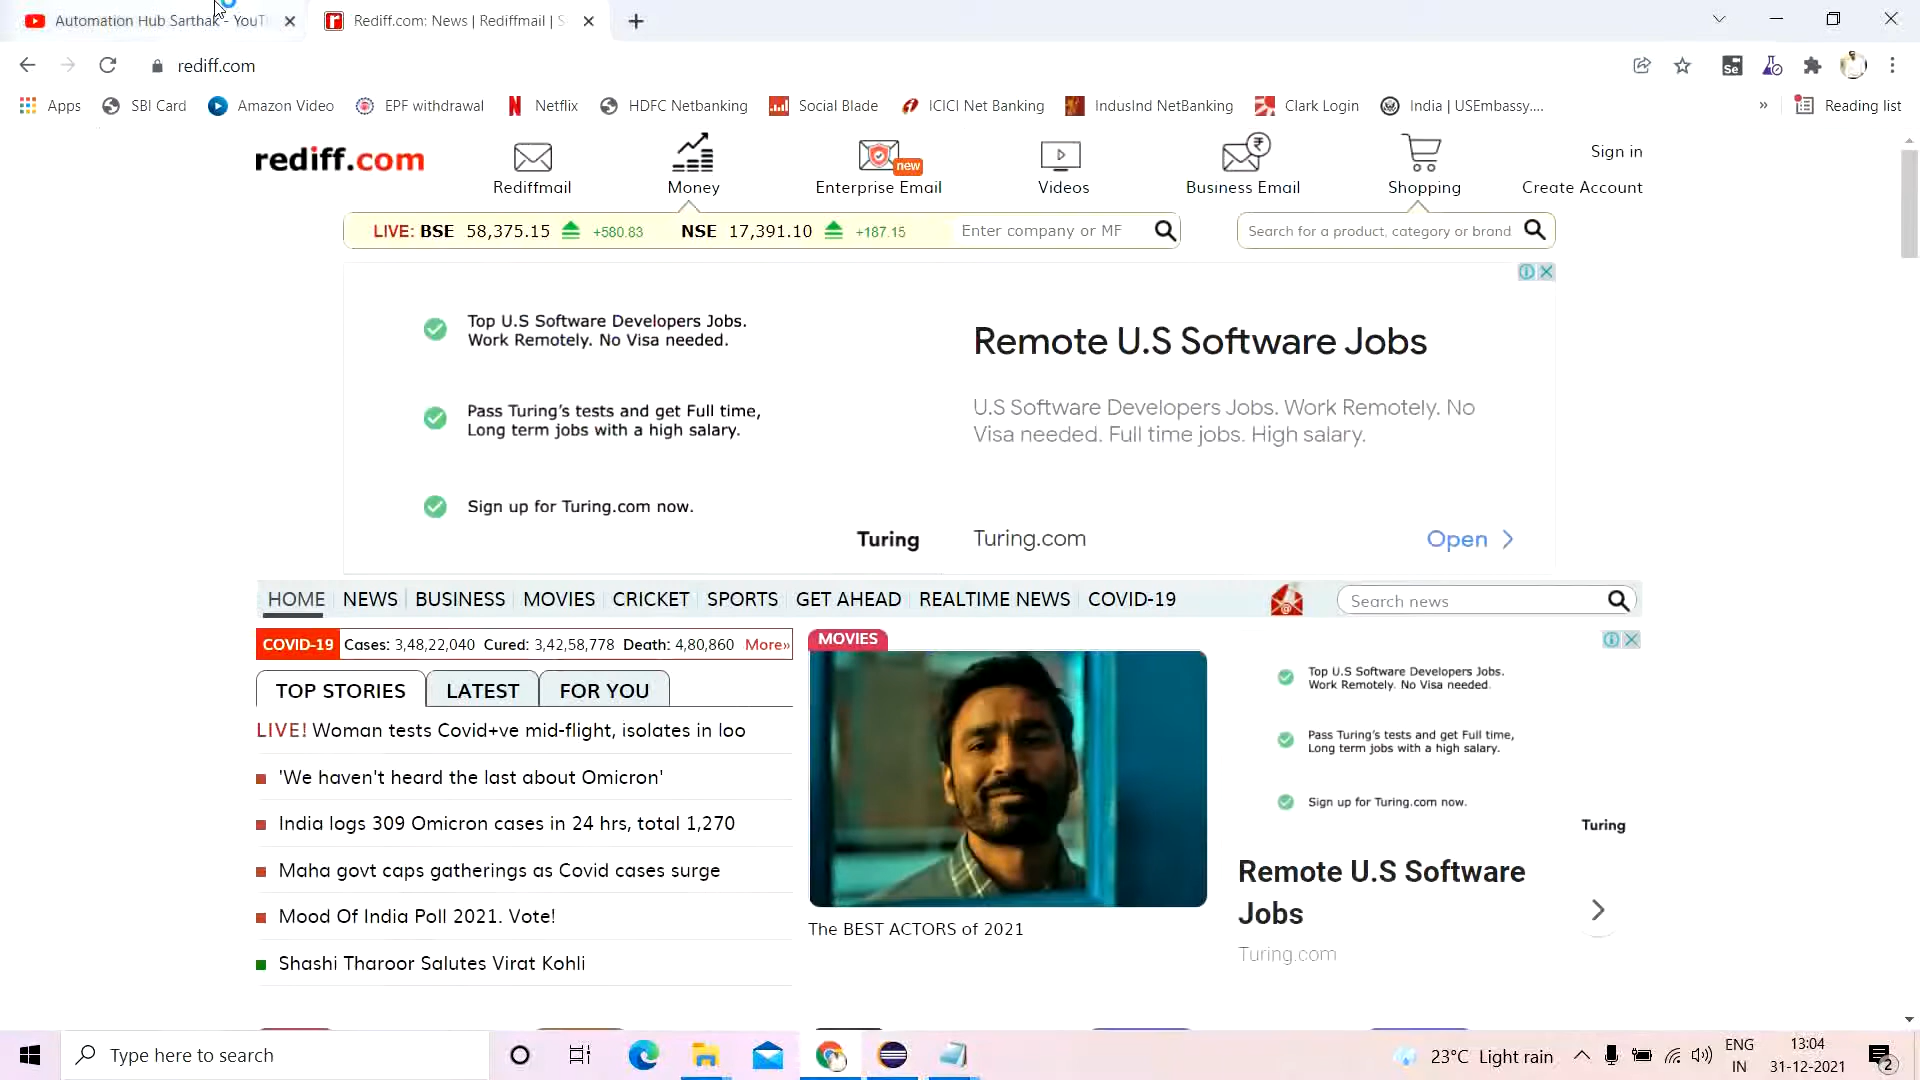 Automation Hub Sarthak - YouT
Rediff.com: News | Rediffmail | S
rediff.com
Se
Apps
SBI Card
Amazon Video
EPF withdrawal
Netflix
HDFC Netbanking
Social Blade
ICICI Net Banking
IndusInd NetBanking
Clark Login
India | USEmbassy....
»
Reading list
rediff.com
Rediffmail
Money
new
Enterprise Email
Videos
₹
Business Email
Shopping
Sign in
Create Account
LIVE: BSE 58,375.15 +580.83 NSE 17,391.10 +187.15
Enter company or MF
Search for a product, category or brand
Top U.S Software Developers Jobs.
Work Remotely. No Visa needed.
Pass Turing's tests and get Full time,
Long term jobs with a high salary.
Sign up for Turing.com now.
Turing
Remote U.S Software Jobs
U.S Software Developers Jobs. Work Remotely. No
Visa needed. Full time jobs. High salary.
Turing.com
Open
HOME NEWS BUSINESS MOVIES CRICKET SPORTS GET AHEAD REALTIME NEWS COVID-19
Search news
COVID-19 Cases: 3,48,22,040 Cured: 3,42,58,778 Death: 4,80,860 More»
TOP STORIES
LATEST
FOR YOU
LIVE! Woman tests Covid+ve mid-flight, isolates in loo
'We haven't heard the last about Omicron'
India logs 309 Omicron cases in 24 hrs, total 1,270
Maha govt caps gatherings as Covid cases surge
Mood Of India Poll 2021. Vote!
Shashi Tharoor Salutes Virat Kohli
MOVIES
The BEST ACTORS of 2021
Top U.S Software Developers Jobs.
Work Remotely. No Visa needed.
Pass Turing's tests and get Full time,
Long term jobs with a high salary.
Sign up for Turing.com now.
Turing
Remote U.S Software
Jobs
Turing.com
Type here to search
23°C Light rain
ENG
IN
13:04
31-12-2021
2